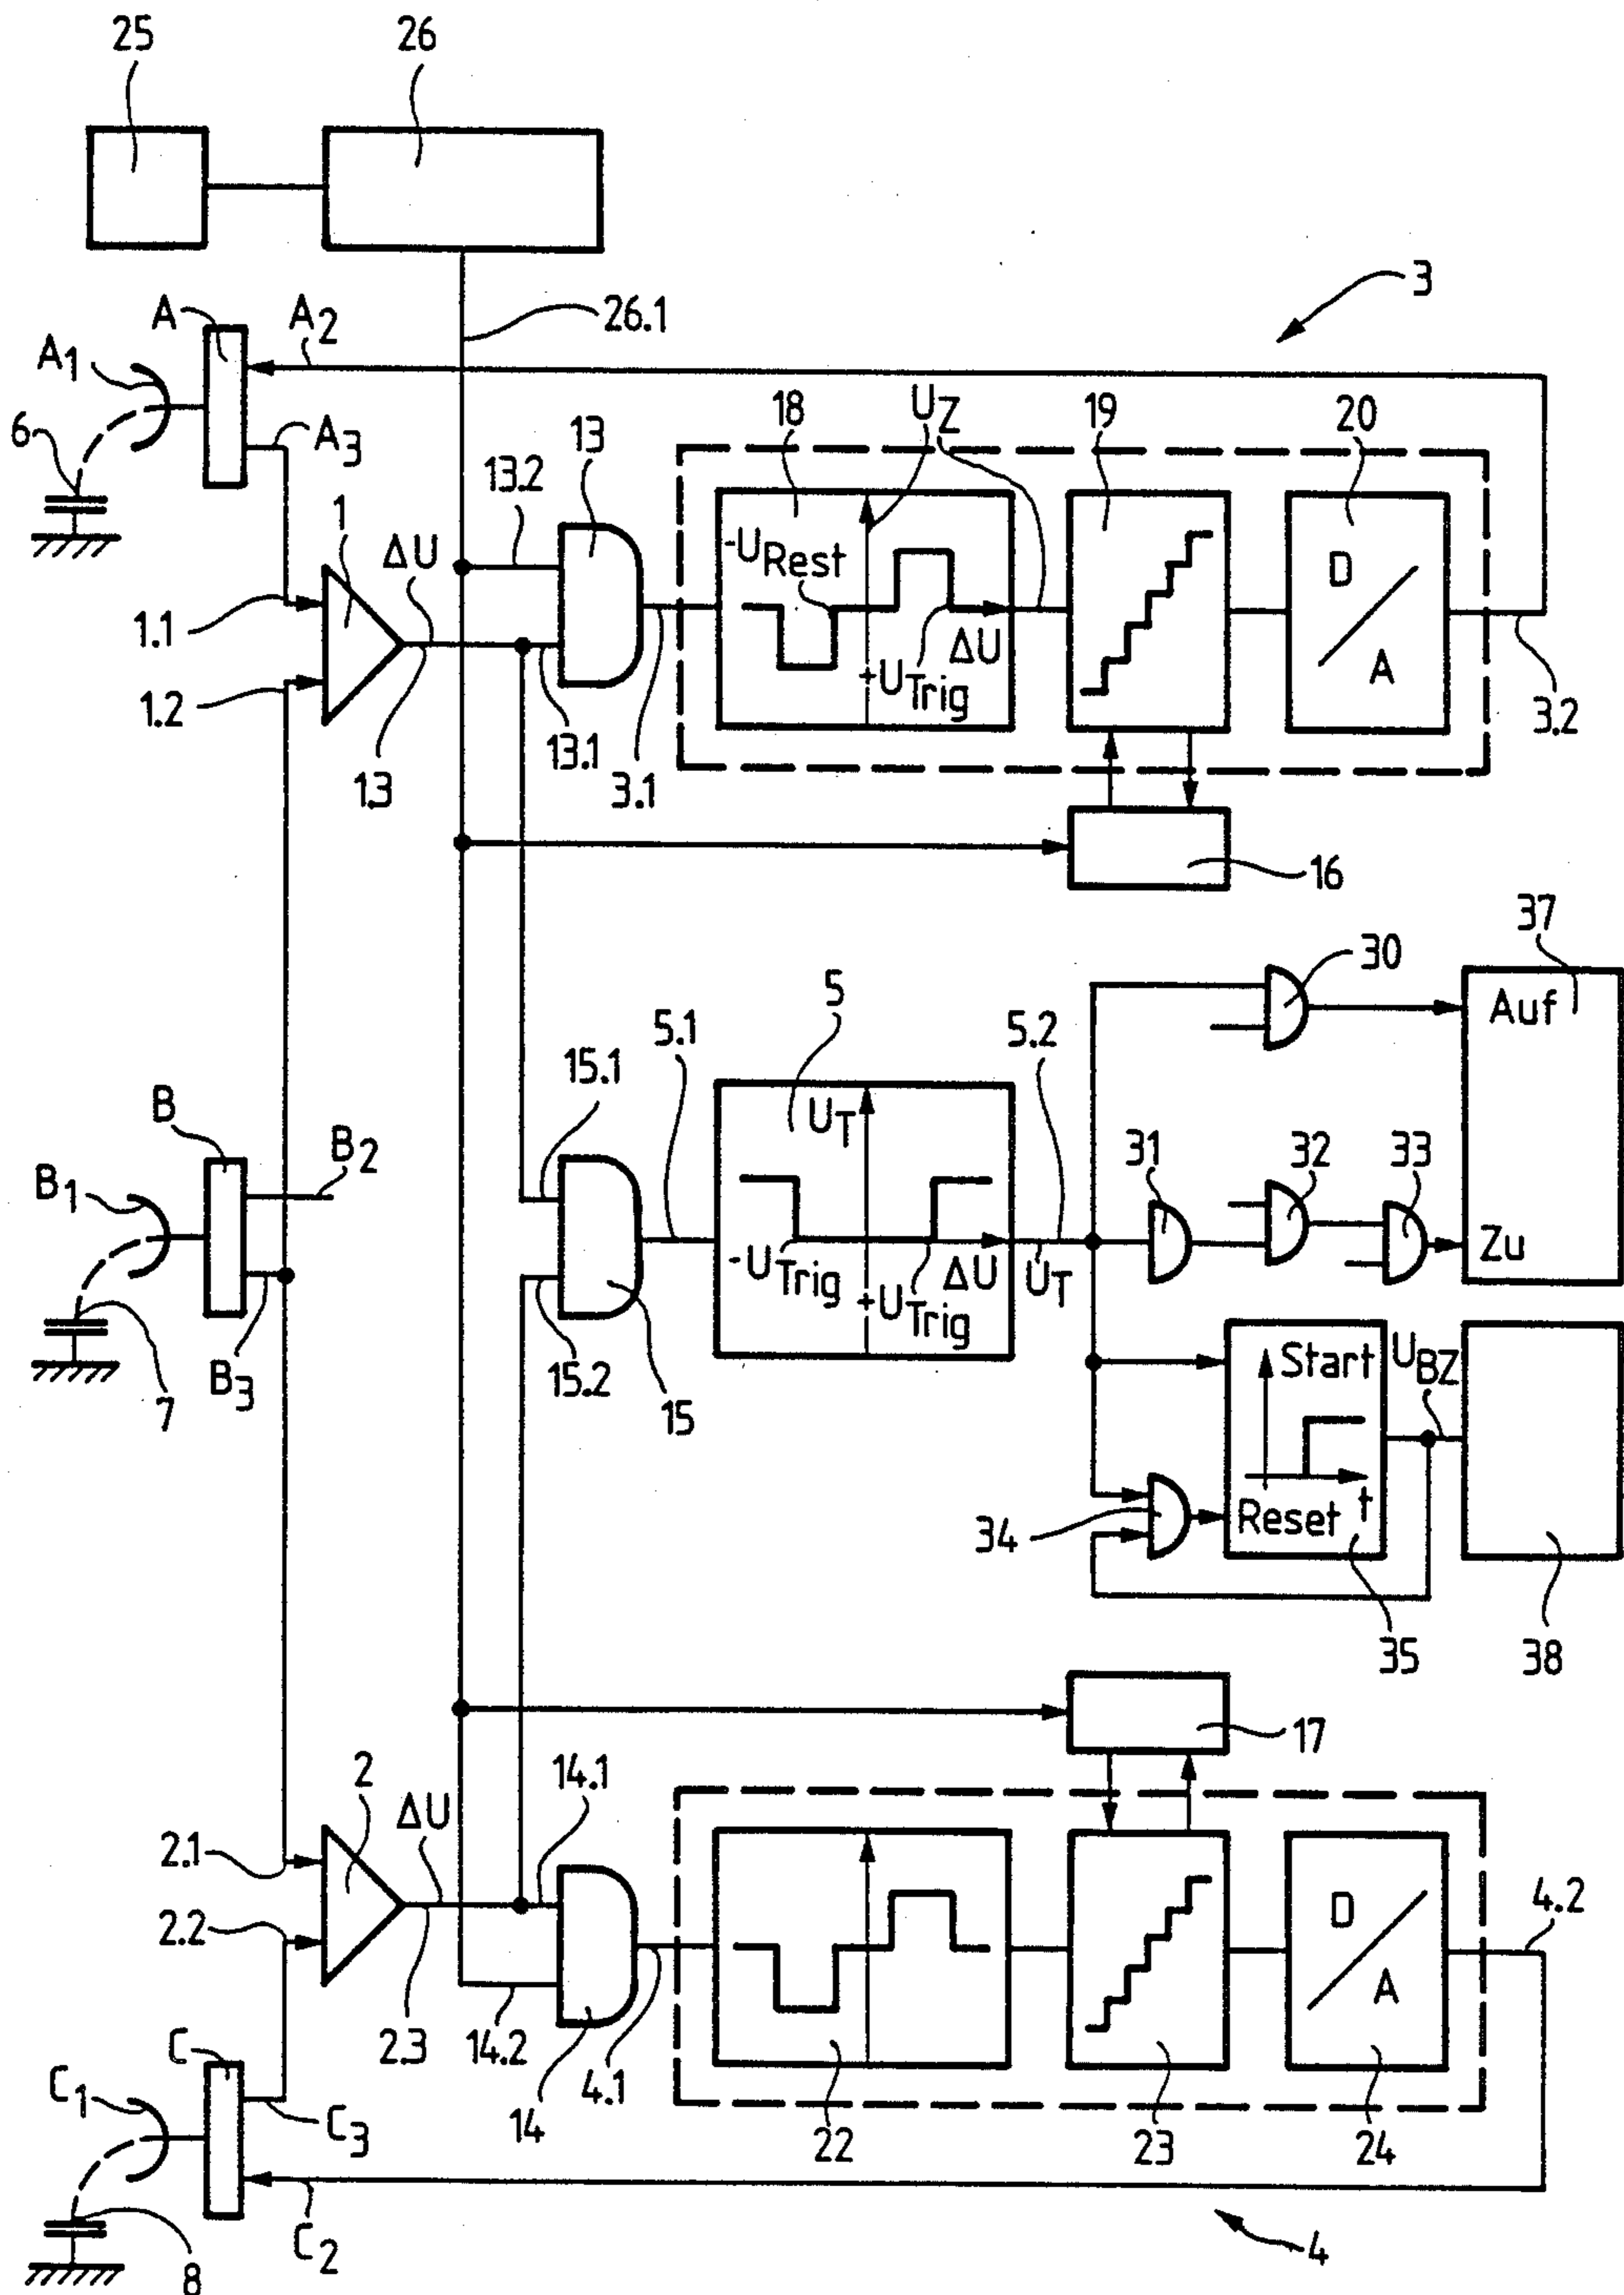 25
26
3
26.1
A
A2
A1
6
A3
18
UZ
19
20
13
13.2
1
ΔU
-URest
+UTrig
ΔU
D
A
1.1
1.2
1.3
13.1
3.1
3.2
16
37
30
Auf
5
5.1
5.2
15.1
UT
B
B2
B1
31
32
33
-UTrig
+UTrig
ΔU
UT
Zu
7
B3
15.2
15
Start
UBZ
34
Reset
t
35
38
17
2
ΔU
14.1
2.1
2.2
D
A
4.2
2.3
14.2
14
4.1
22
23
24
C
C1
C3
C2
8
4